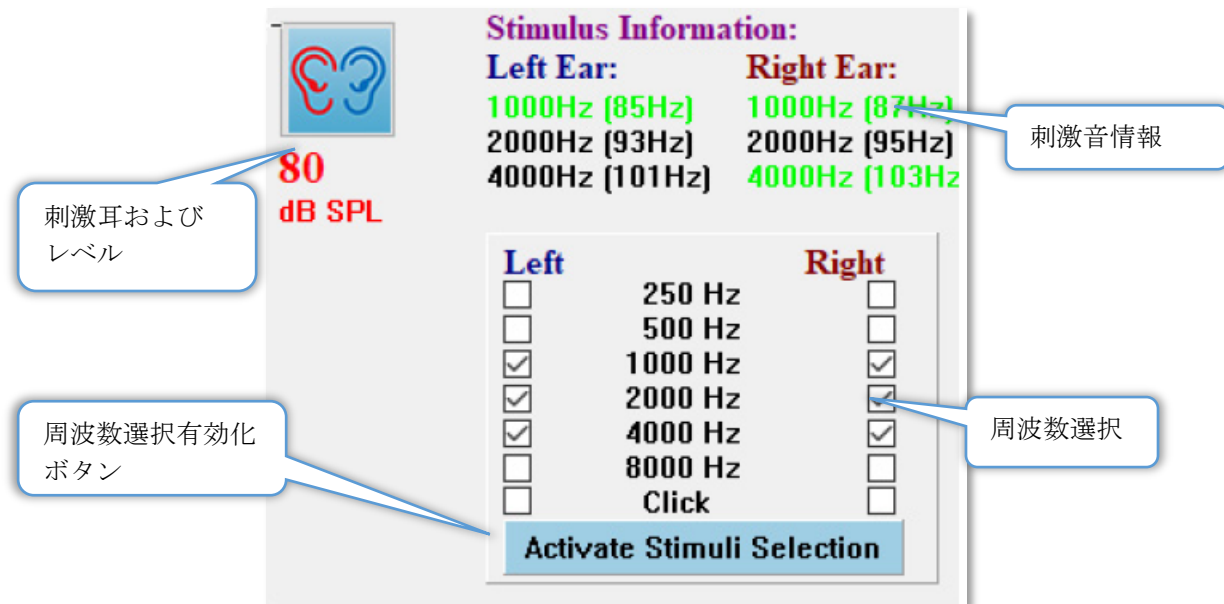 Stimulus Information:
Left Ear: Right Ear:
1000Hz (85Hz) 1000Hz (87Hz)
2000Hz (93Hz) 2000Hz (95Hz)
4000Hz (101Hz) 4000Hz (103Hz
80
dB SPL
刺激音情報
刺激耳および
レベル
Left Right
250 Hz
500 Hz
1000 Hz
2000 Hz
4000 Hz
8000 Hz
Click
Activate Stimuli Selection
周波数選択有効化
ボタン
周波数選択